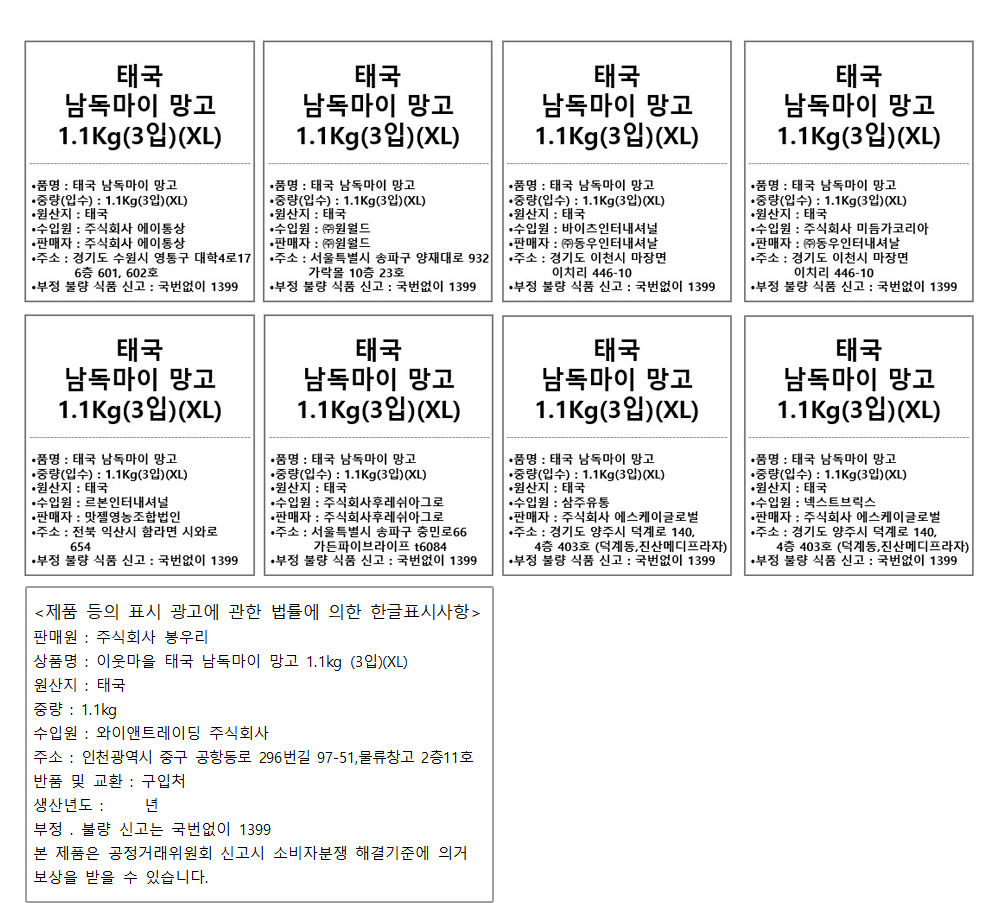 태국
남독마이 망고
1.1Kg(3입)(XL)
•품명 : 태국 남독마이 망고
•중량(입수) : 1.1Kg(3입)(XL)
•원산지 : 태국
•수입원 : 주식회사 에이통상
•판매자 : 주식회사 에이통상
•주소 : 경기도 수원시 영통구 대학4로17
6층 601, 602호
•부정 불량 식품 신고 : 국번없이 1399
태국
남독마이 망고
1.1Kg(3입)(XL)
•품명 : 태국 남독마이 망고
•중량(입수) : 1.1Kg(3입)(XL)
•원산지 : 태국
•수입원 : ㈜원월드
•판매자 : ㈜원월드
•주소 : 서울특별시 송파구 양재대로 932
가락몰 10층 23호
•부정 불량 식품 신고 : 국번없이 1399
태국
남독마이 망고
1.1Kg(3입)(XL)
•품명 : 태국 남독마이 망고
•중량(입수) : 1.1Kg(3입)(XL)
•원산지 : 태국
•수입원 : 바이츠인터내셔널
•판매자 : ㈜동우인터내셔날
•주소 : 경기도 이천시 마장면
이치리 446-10
•부정 불량 식품 신고 : 국번없이 1399
태국
남독마이 망고
1.1Kg(3입)(XL)
•품명 : 태국 남독마이 망고
•중량(입수) : 1.1Kg(3입)(XL)
•원산지 : 태국
•수입원 : 주식회사 미듬가코리아
•판매자 : ㈜동우인터내셔날
•주소 : 경기도 이천시 마장면
이치리 446-10
•부정 불량 식품 신고 : 국번없이 1399
태국
남독마이 망고
1.1Kg(3입)(XL)
•품명 : 태국 남독마이 망고
•중량(입수) : 1.1Kg(3입)(XL)
•원산지 : 태국
•수입원 : 르본인터내셔널
•판매자 : 맛젤영농조합법인
•주소 : 전북 익산시 함라면 시와로
654
•부정 불량 식품 신고 : 국번없이 1399
태국
남독마이 망고
1.1Kg(3입)(XL)
•품명 : 태국 남독마이 망고
•중량(입수) : 1.1Kg(3입)(XL)
•원산지 : 태국
•수입원 : 주식회사후레쉬아그로
•판매자 : 주식회사후레쉬아그로
•주소 : 서울특별시 송파구 충민로66
가든파이브라이프 t6084
•부정 불량 식품 신고 : 국번없이 1399
태국
남독마이 망고
1.1Kg(3입)(XL)
•품명 : 태국 남독마이 망고
•중량(입수) : 1.1Kg(3입)(XL)
•원산지 : 태국
•수입원 : 삼주유통
•판매자 : 주식회사 에스케이글로벌
•주소 : 경기도 양주시 덕계로 140,
4층 403호 (덕계동,진산메디프라자)
•부정 불량 식품 신고 : 국번없이 1399
태국
남독마이 망고
1.1Kg(3입)(XL)
•품명 : 태국 남독마이 망고
•중량(입수) : 1.1Kg(3입)(XL)
•원산지 : 태국
•수입원 : 넥스트브릭스
•판매자 : 주식회사 에스케이글로벌
•주소 : 경기도 양주시 덕계로 140,
4층 403호 (덕계동,진산메디프라자)
•부정 불량 식품 신고 : 국번없이 1399
<제품 등의 표시 광고에 관한 법률에 의한 한글표시사항>
판매원 : 주식회사 봉우리
상품명 : 이웃마을 태국 남독마이 망고 1.1kg (3입)(XL)
원산지 : 태국
중량 : 1.1kg
수입원 : 와이앤트레이딩 주식회사
주소 : 인천광역시 중구 공항동로 296번길 97-51,물류창고 2층11호
반품 및 교환 : 구입처
생산년도 : 년
부정 . 불량 신고는 국번없이 1399
본 제품은 공정거래위원회 신고시 소비자분쟁 해결기준에 의거
보상을 받을 수 있습니다.